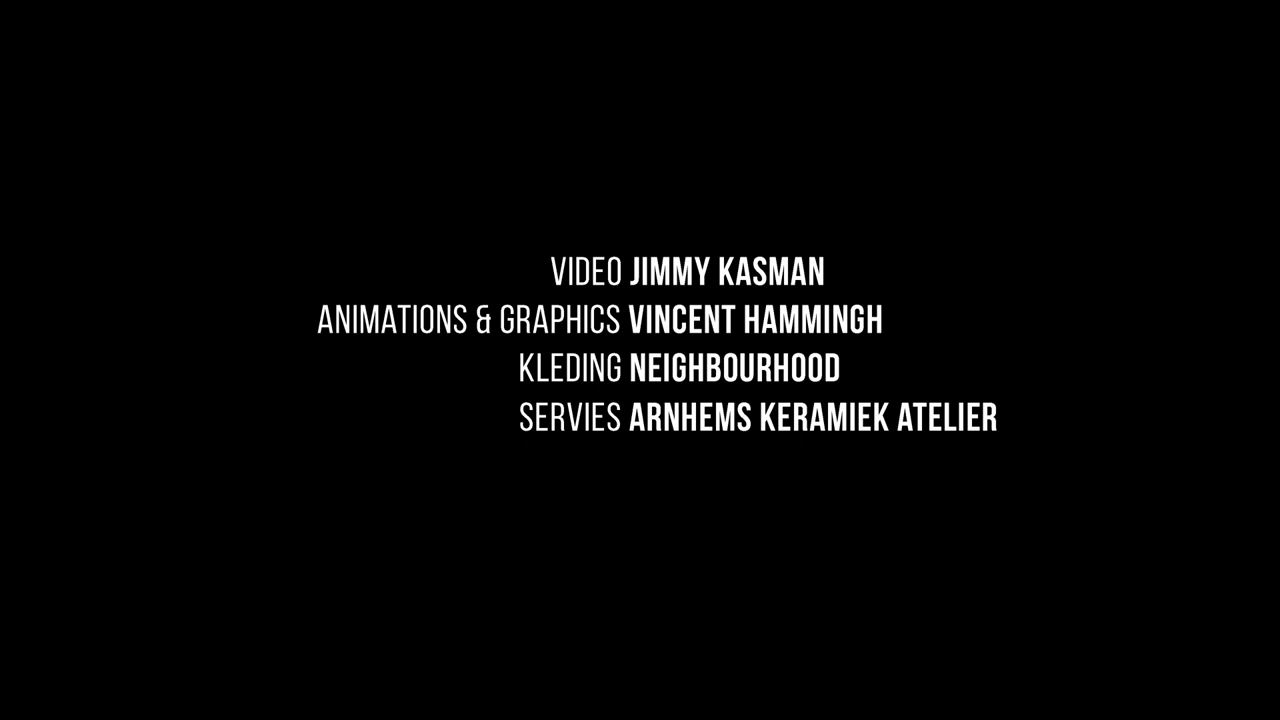 VIDEO JIMMY KASMAN
ANIMATIONS & GRAPHICS VINCENT HAMMINGH
KLEDING NEIGHBOURHOOD
SERVIES ARNHEMS KERAMIEK ATELIER